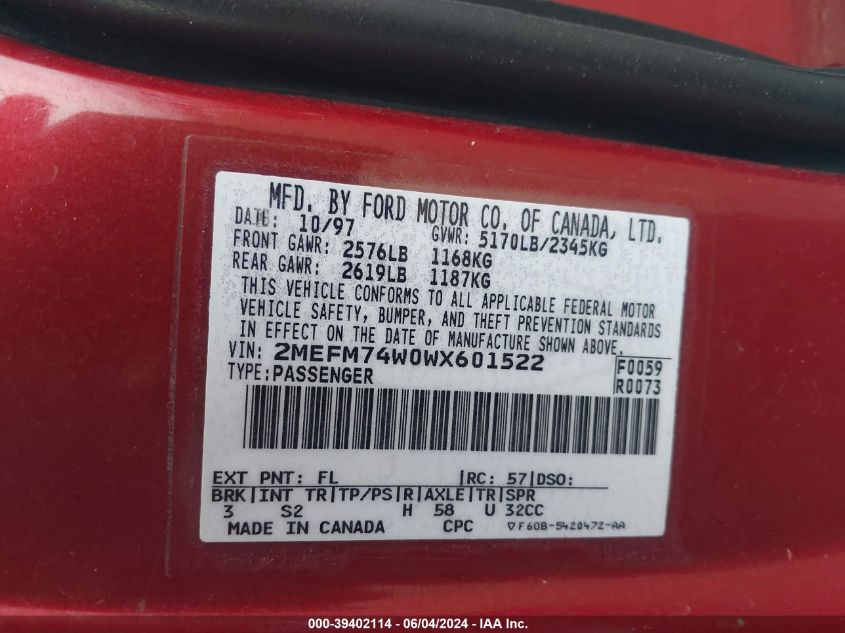 MFD. BY FORD MOTOR CO. OF CANADA, LTD.
DATE: 10/97 GVWR: 5170LB/2345KG
FRONT GAWR: 2576LB 1168KG
REAR GAWR: 2619LB 1187KG
THIS VEHICLE CONFORMS TO ALL APPLICABLE FEDERAL MOTOR
VEHICLE SAFETY, BUMPER, AND THEFT PREVENTION STANDARDS
IN EFFECT ON THE DATE OF MANUFACTURE SHOWN ABOVE.
VIN: 2MEFM74W0WX601522 F0059
TYPE: PASSENGER R0073
EXT PNT: FL |RC: 57|DSO:
BRK|INT TR|TP/PS|R|AXLE|TR|SPR
3 S2 H 58 U 32CC
MADE IN CANADA CPC ▽F60B-5420472-AA
000-39402114 - 06/04/2024 - IAA Inc.